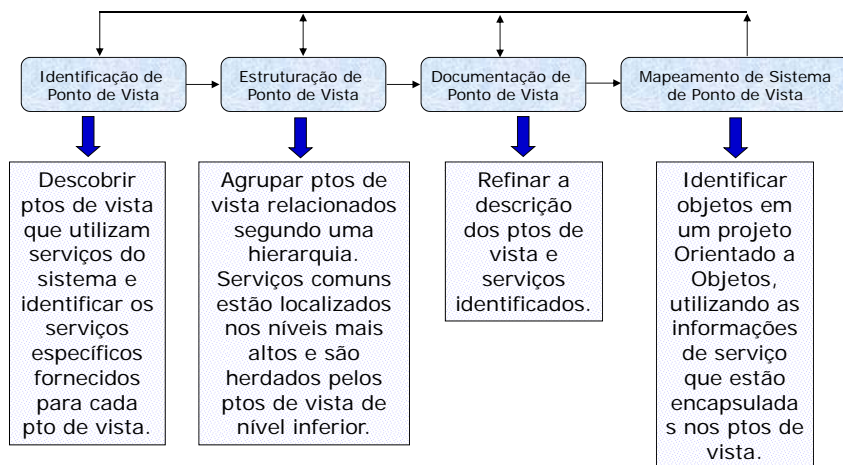 Identificação de
Ponto de Vista
Estruturação de
Ponto de Vista
Documentação de
Ponto de Vista
Mapeamento de Sistema
de Ponto de Vista
Descobrir
ptos de vista
que utilizam
serviços do
sistema e
identificar os
serviços
específicos
fornecidos
para cada
pto de vista.
Agrupar ptos de
vista relacionados
segundo uma
hierarquia.
Serviços comuns
estão localizados
nos níveis mais
altos e são
herdados pelos
ptos de vista de
nível inferior.
Refinar a
descrição
dos ptos de
vista e
serviços
identificados.
Identificar
objetos em
um projeto
Orientado a
Objetos,
utilizando as
informações
de serviço
que estão
encapsulada
s nos ptos de
vista.